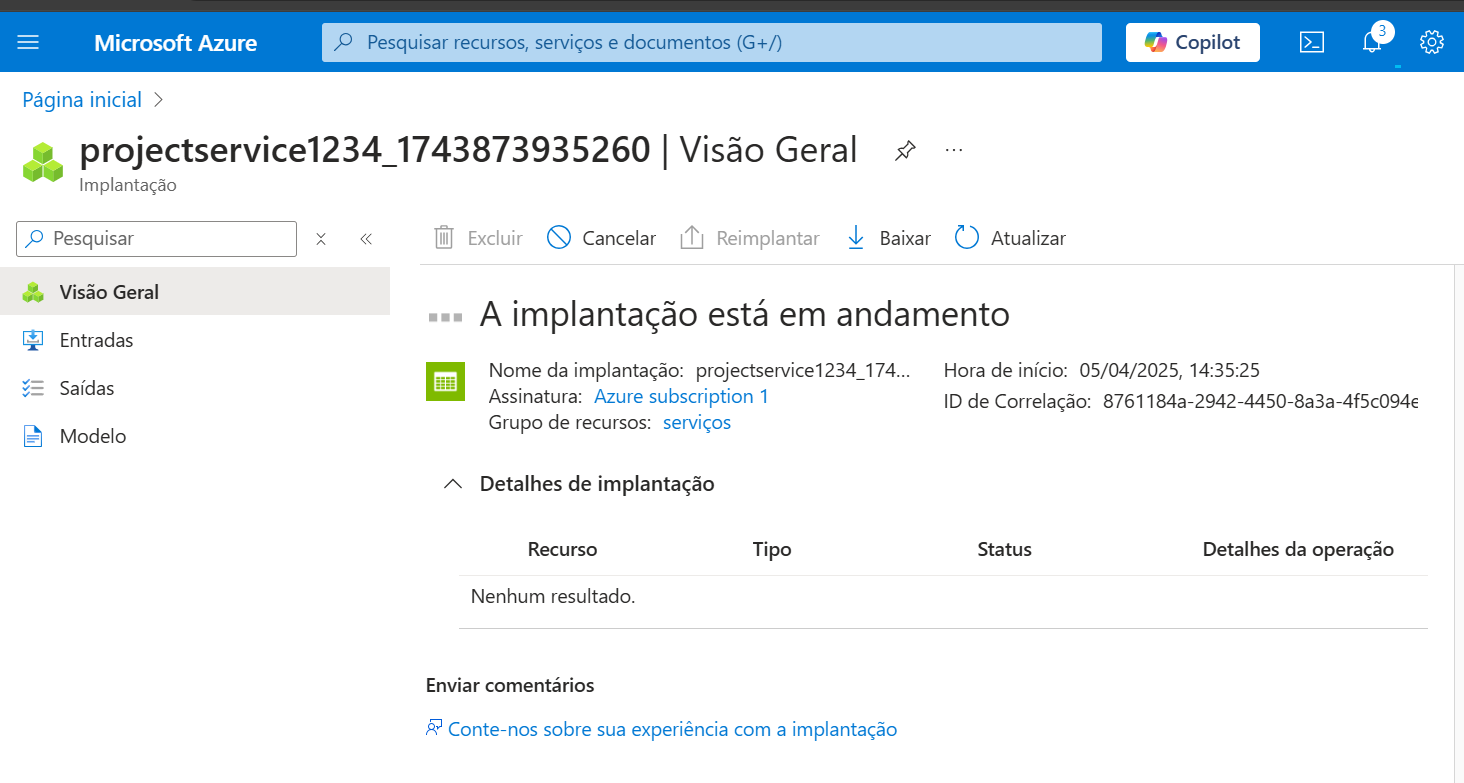 Microsoft Azure
Pesquisar recursos, serviços e documentos (G+/)
Copilot
3
Página inicial
projectservice1234_1743873935260 | Visão Geral
Implantação
Pesquisar
Excluir
Cancelar
Reimplantar
Baixar
Atualizar
Visão Geral
Entradas
Saídas
Modelo
A implantação está em andamento
Nome da implantação: projectservice1234_174...
Assinatura: Azure subscription 1
Grupo de recursos: serviços
Hora de início: 05/04/2025, 14:35:25
ID de Correlação: 8761184a-2942-4450-8a3a-4f5c094e
Detalhes de implantação
Recurso Tipo Status Detalhes da operação
Nenhum resultado.
Enviar comentários
Conte-nos sobre sua experiência com a implantação